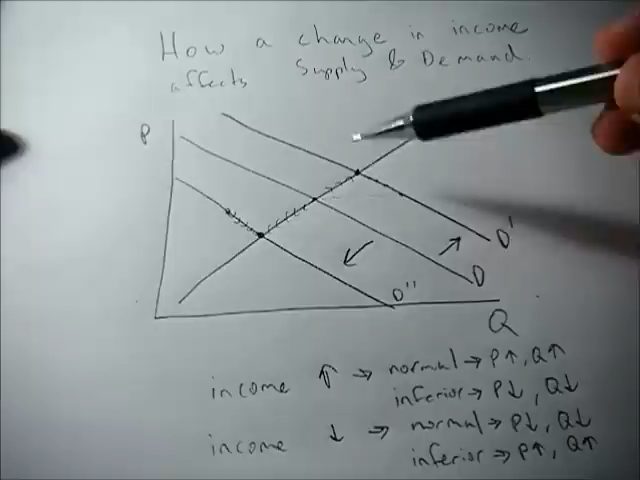 How a change in income
affects Supply & Demand
P
D'
D
D''
Q
income ↑ → normal → P↑, Q↑
inferior → P↓, Q↓
income ↓ → normal → P↓, Q↓
inferior → P↑, Q↑